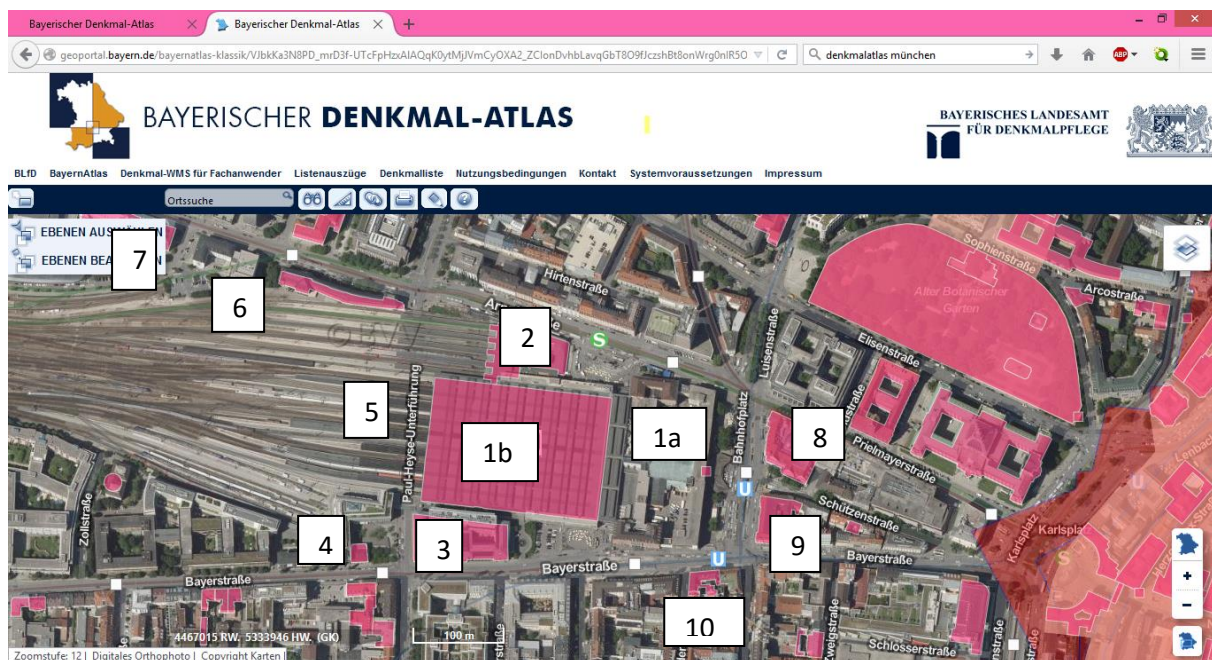 Bayerischer Denkmal-Atlas
Bayerischer Denkmal-Atlas
geoportal.bayern.de/bayernatlas-klassik/VJbkKa3N8PD_mrD3f-UTcFpHzxAIAQqK0ytMjJVmCyOXA2_ZClonDvhbLavqGbT8O9fJczshBt8onWrg0nlR5O
denkmalatlas münchen
ABP
BAYERISCHER DENKMAL-ATLAS
BAYERISCHES LANDESAMT
FÜR DENKMALPFLEGE
BLfD BayernAtlas Denkmal-WMS für Fachanwender Listenauszüge Denkmalliste Nutzungsbedingungen Kontakt Systemvoraussetzungen Impressum
Ortssuche
EBENEN AUSWÄHLEN
EBENEN
7
Sophienstraße
Hirtenstraße
Alter Botanischer
Garten
Arcostraße
6
2
S
Elisenstraße
Luisenstraße
Paul-Heyse-Unterführung
5
1b
1a
Bahnhofplatz
8
Prielmayerstraße
Lenbach
U
U
Schützenstraße
Karlsplatz
Karlsplatz
S
Zollstraße
4
3
9
Bayerstraße
Bayerstraße
Bayerstraße
U
10
Zweigstraße
Schlosserstraße
+
-
4467015 RW, 5333946 HW, (GK)
100 m
Zoomstufe: 12 | Digitales Orthophoto | Copyright Karten |